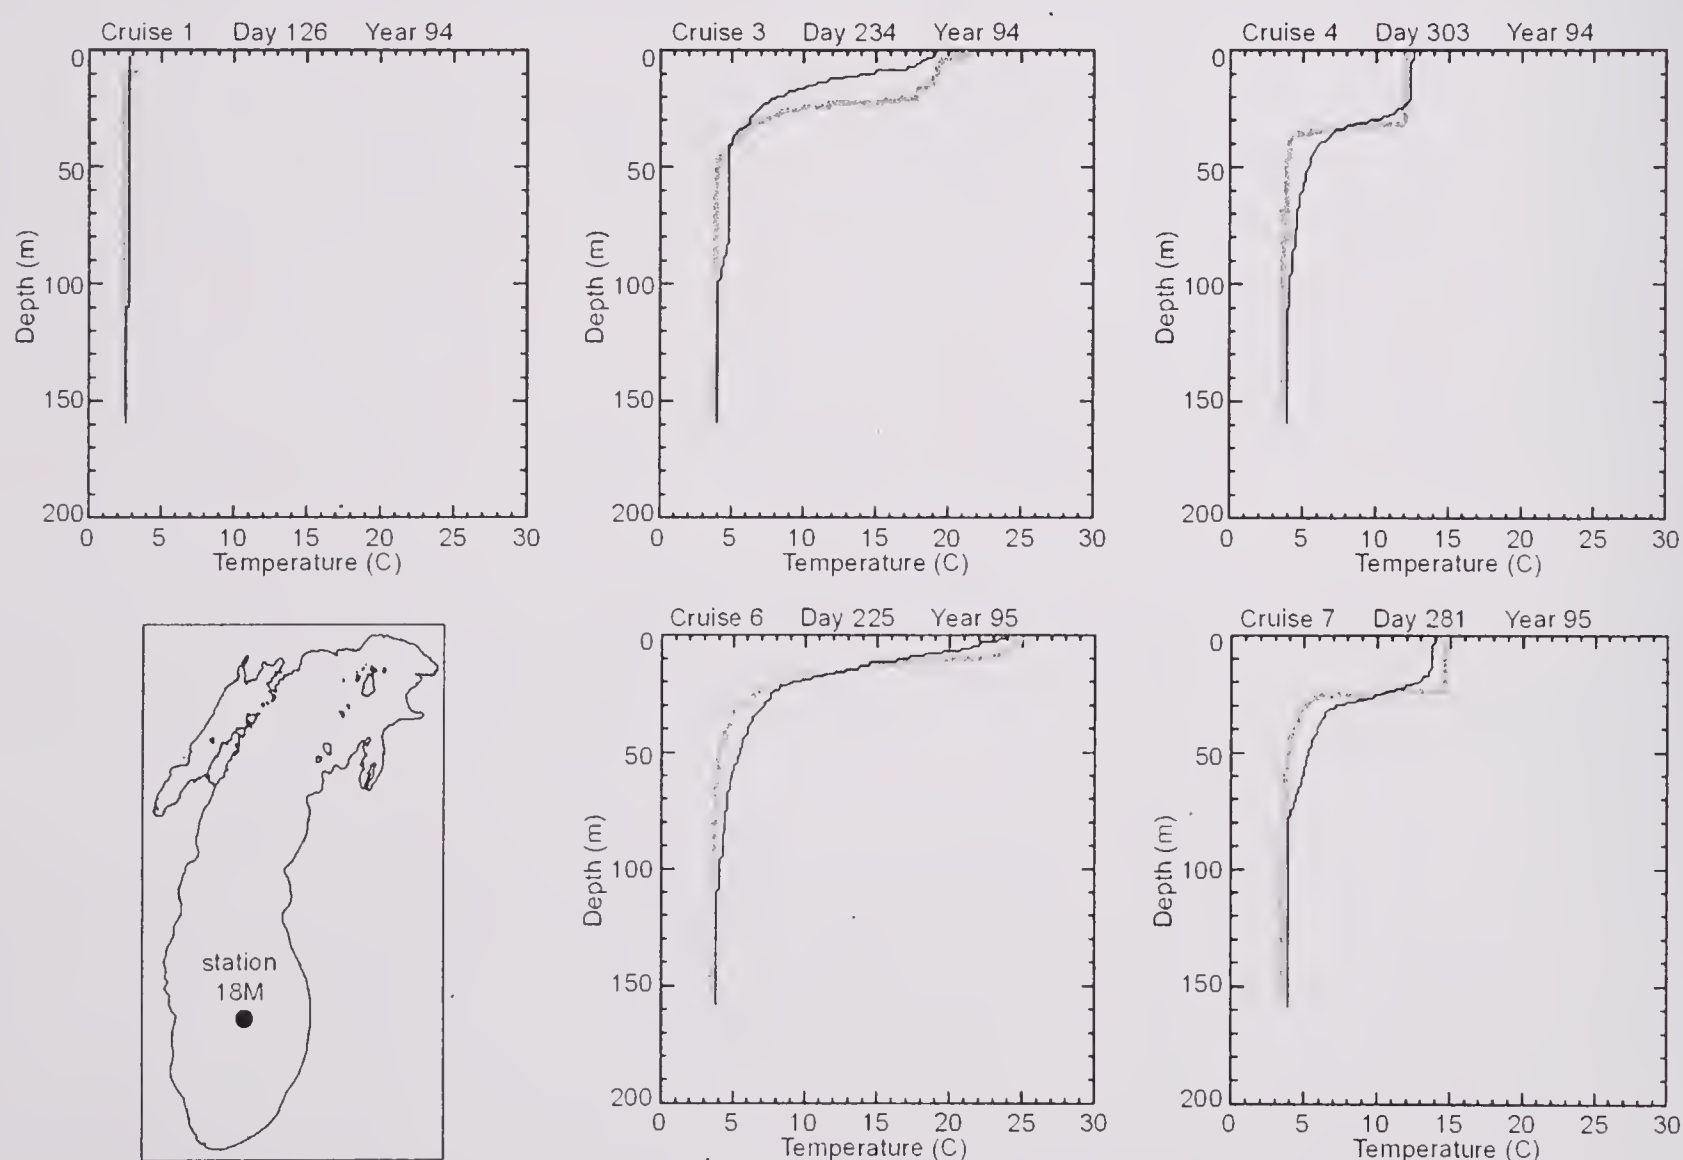 Cruise 1 Day 126 Year 94
0
50
100
150
200
Depth (m)
0 5 10 15 20 25 30
Temperature (C)
Cruise 3 Day 234 Year 94
0
50
100
150
200
Depth (m)
0 5 10 15 20 25 30
Temperature (C)
Cruise 4 Day 303 Year 94
0
50
100
150
200
Depth (m)
0 5 10 15 20 25 30
Temperature (C)
station
18M
Cruise 6 Day 225 Year 95
0
50
100
150
200
Depth (m)
0 5 10 15 20 25 30
Temperature (C)
Cruise 7 Day 281 Year 95
0
50
100
150
200
Depth (m)
0 5 10 15 20 25 30
Temperature (C)